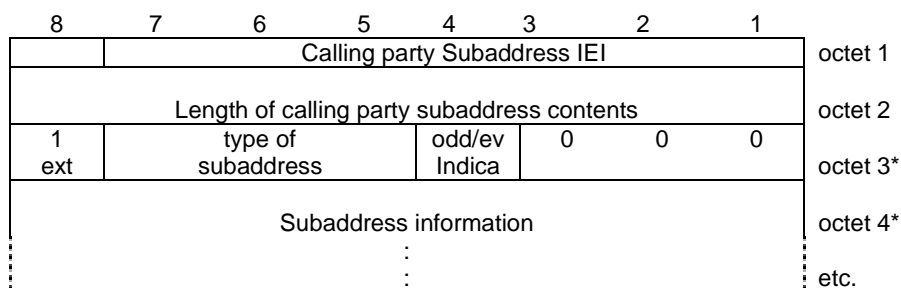 8 7 6 5 4 3 2 1
Calling party Subaddress IEI octet 1
Length of calling party subaddress contents octet 2
1 type of odd/ev 0 0 0
ext subaddress Indica octet 3*
Subaddress information octet 4*
:
: etc.